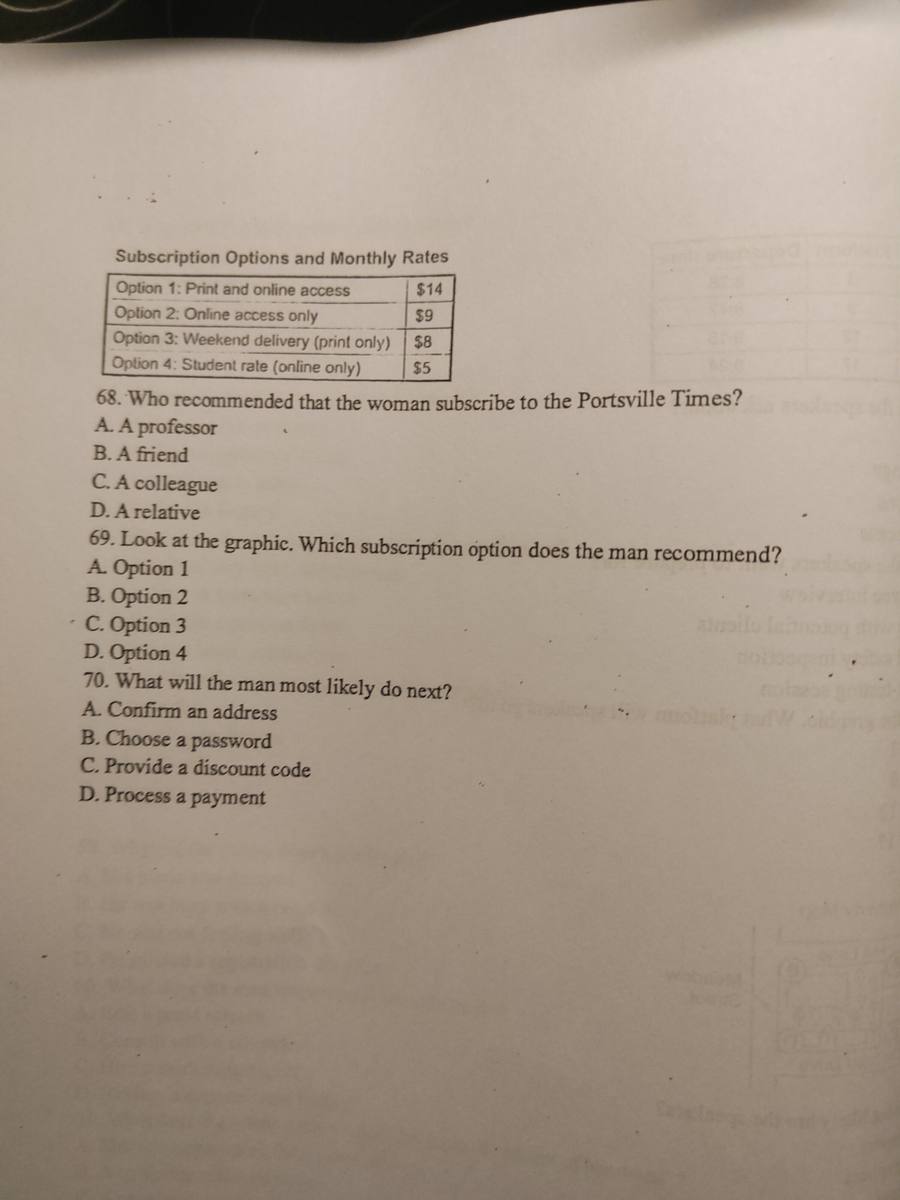 Subscription Options and Monthly Rates
Option 1: Print and online access $14
Option 2: Online access only $9
Option 3: Weekend delivery (print only) $8
Option 4: Student rate (online only) $5
68. Who recommended that the woman subscribe to the Portsville Times?
A. A professor
B. A friend
C. A colleague
D. A relative
69. Look at the graphic. Which subscription option does the man recommend?
A. Option 1
B. Option 2
C. Option 3
D. Option 4
70. What will the man most likely do next?
A. Confirm an address
B. Choose a password
C. Provide a discount code
D. Process a payment